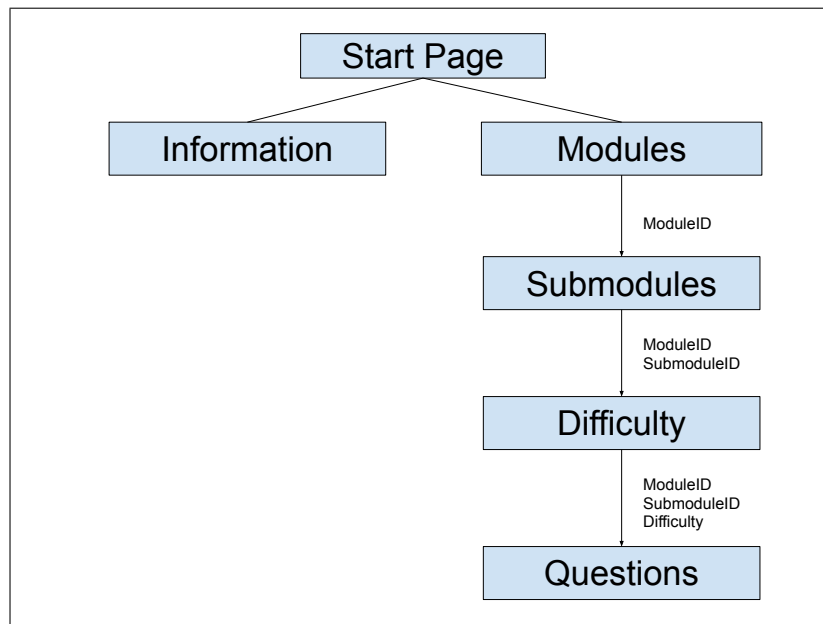 Start Page
Information
Modules
ModuleID
Submodules
ModuleID
SubmoduleID
Difficulty
ModuleID
SubmoduleID
Difficulty
Questions